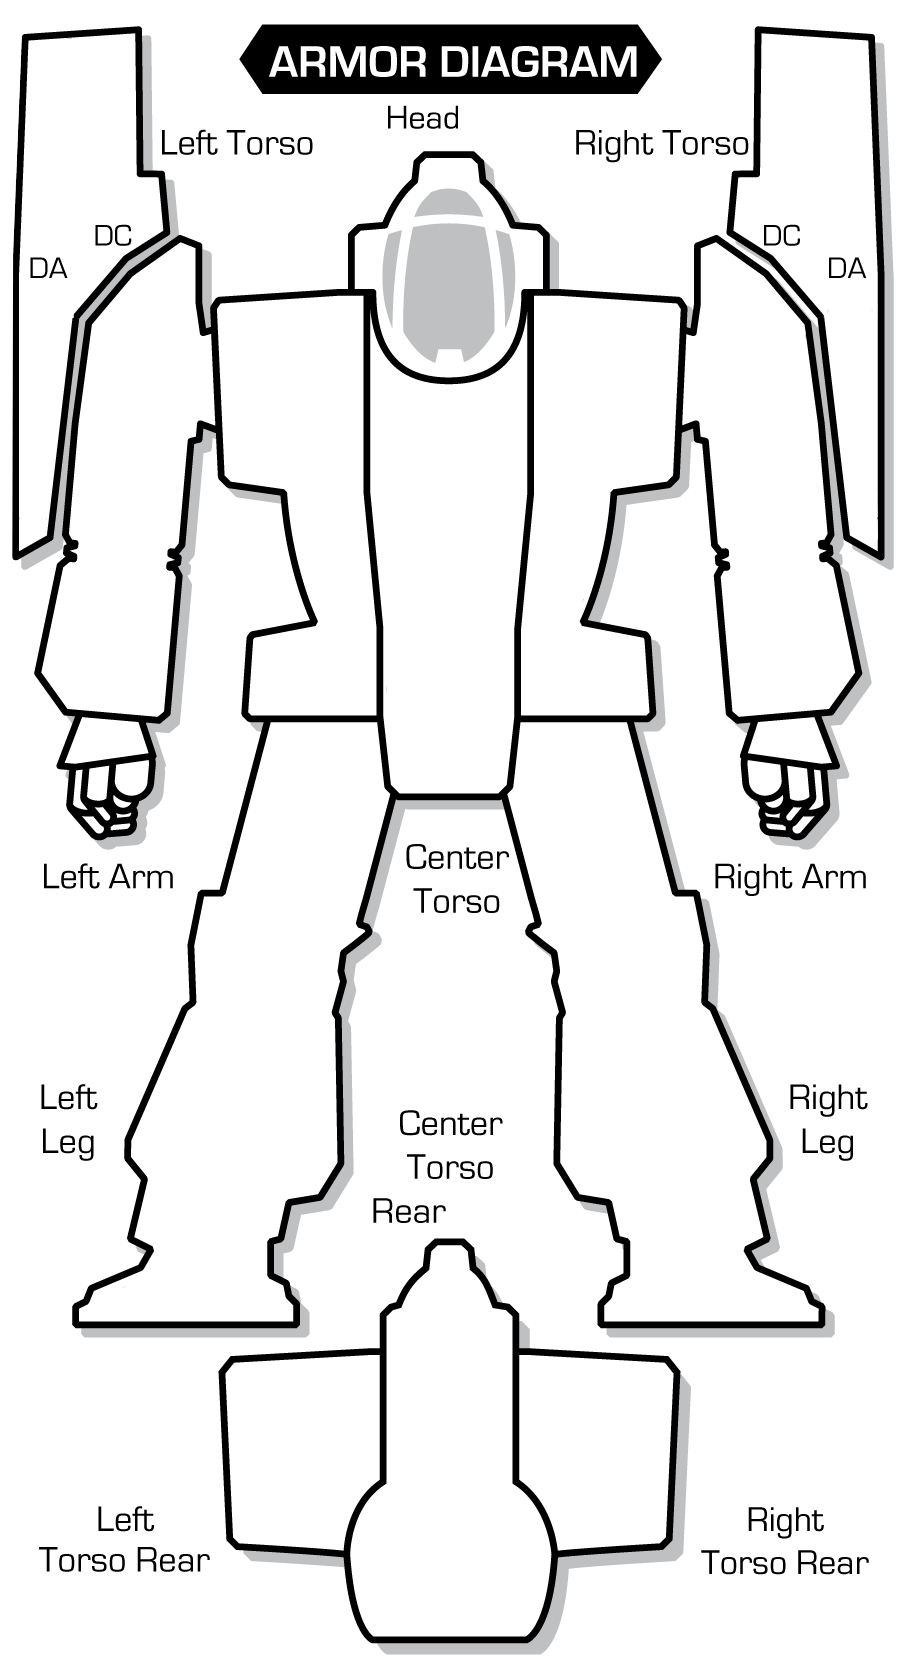 ARMOR DIAGRAM
Head
Left Torso
Right Torso
DC
DA
DC
DA
Left Arm
Center
Torso
Right Arm
Left
Leg
Right
Leg
Center
Torso
Rear
Left
Torso Rear
Right
Torso Rear